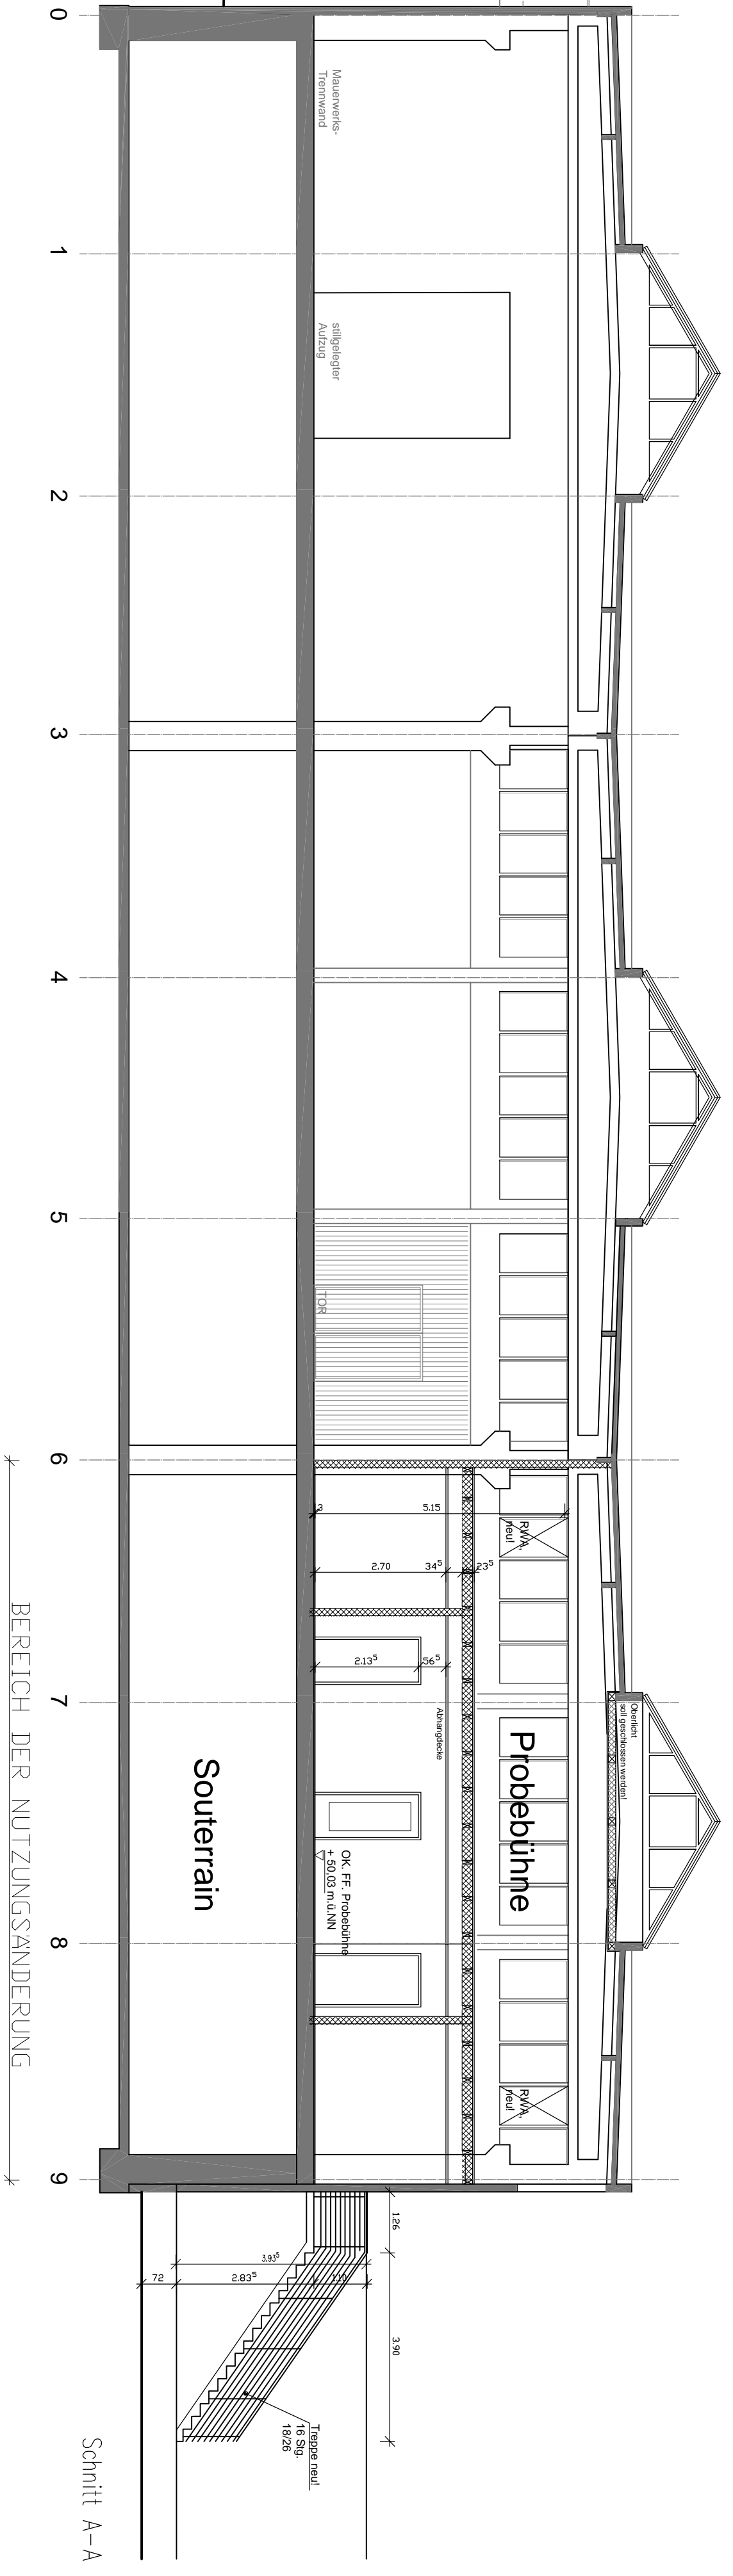 0
1
2
3
4
5
6
7
8
9
Mauerwerks-
Trennwand
stillgelegter
Aufzug
TOR
RWA,
neu!
3
5.15
2.70
34⁵
23⁵
2.13⁵
56⁵
Abhangdecke
Oberlicht
soll geschlossen werden!
Probebühne
Souterrain
OK. FF. Probebühne
+ 50,03 m.ü.NN
RWA,
neu!
1.26
3.90
3.93⁵
72
2.83⁵
1.10
Treppe neu!
16 Stg.
18/26
BEREICH DER NUTZUNGSÄNDERUNG
Schnitt A-A